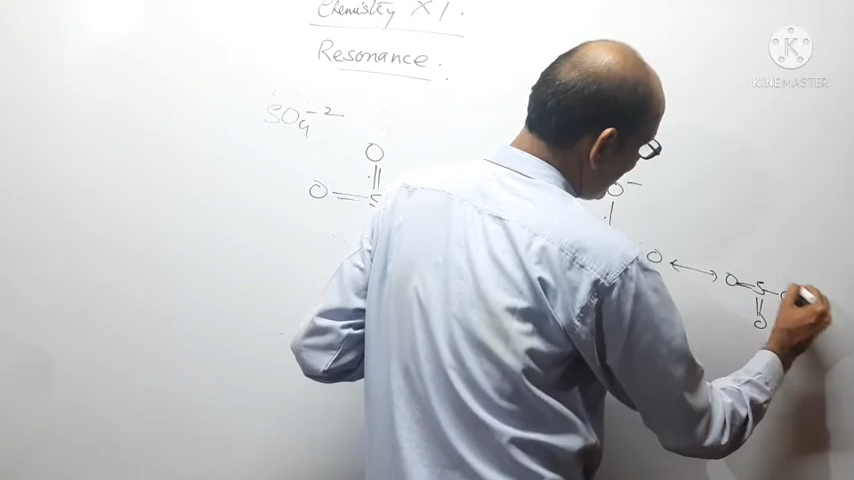 Chemistry XI.
Resonance.
SO₄⁻²
O
O = S
O⁻
O ↔ O = S -
O
K
KINEMASTER